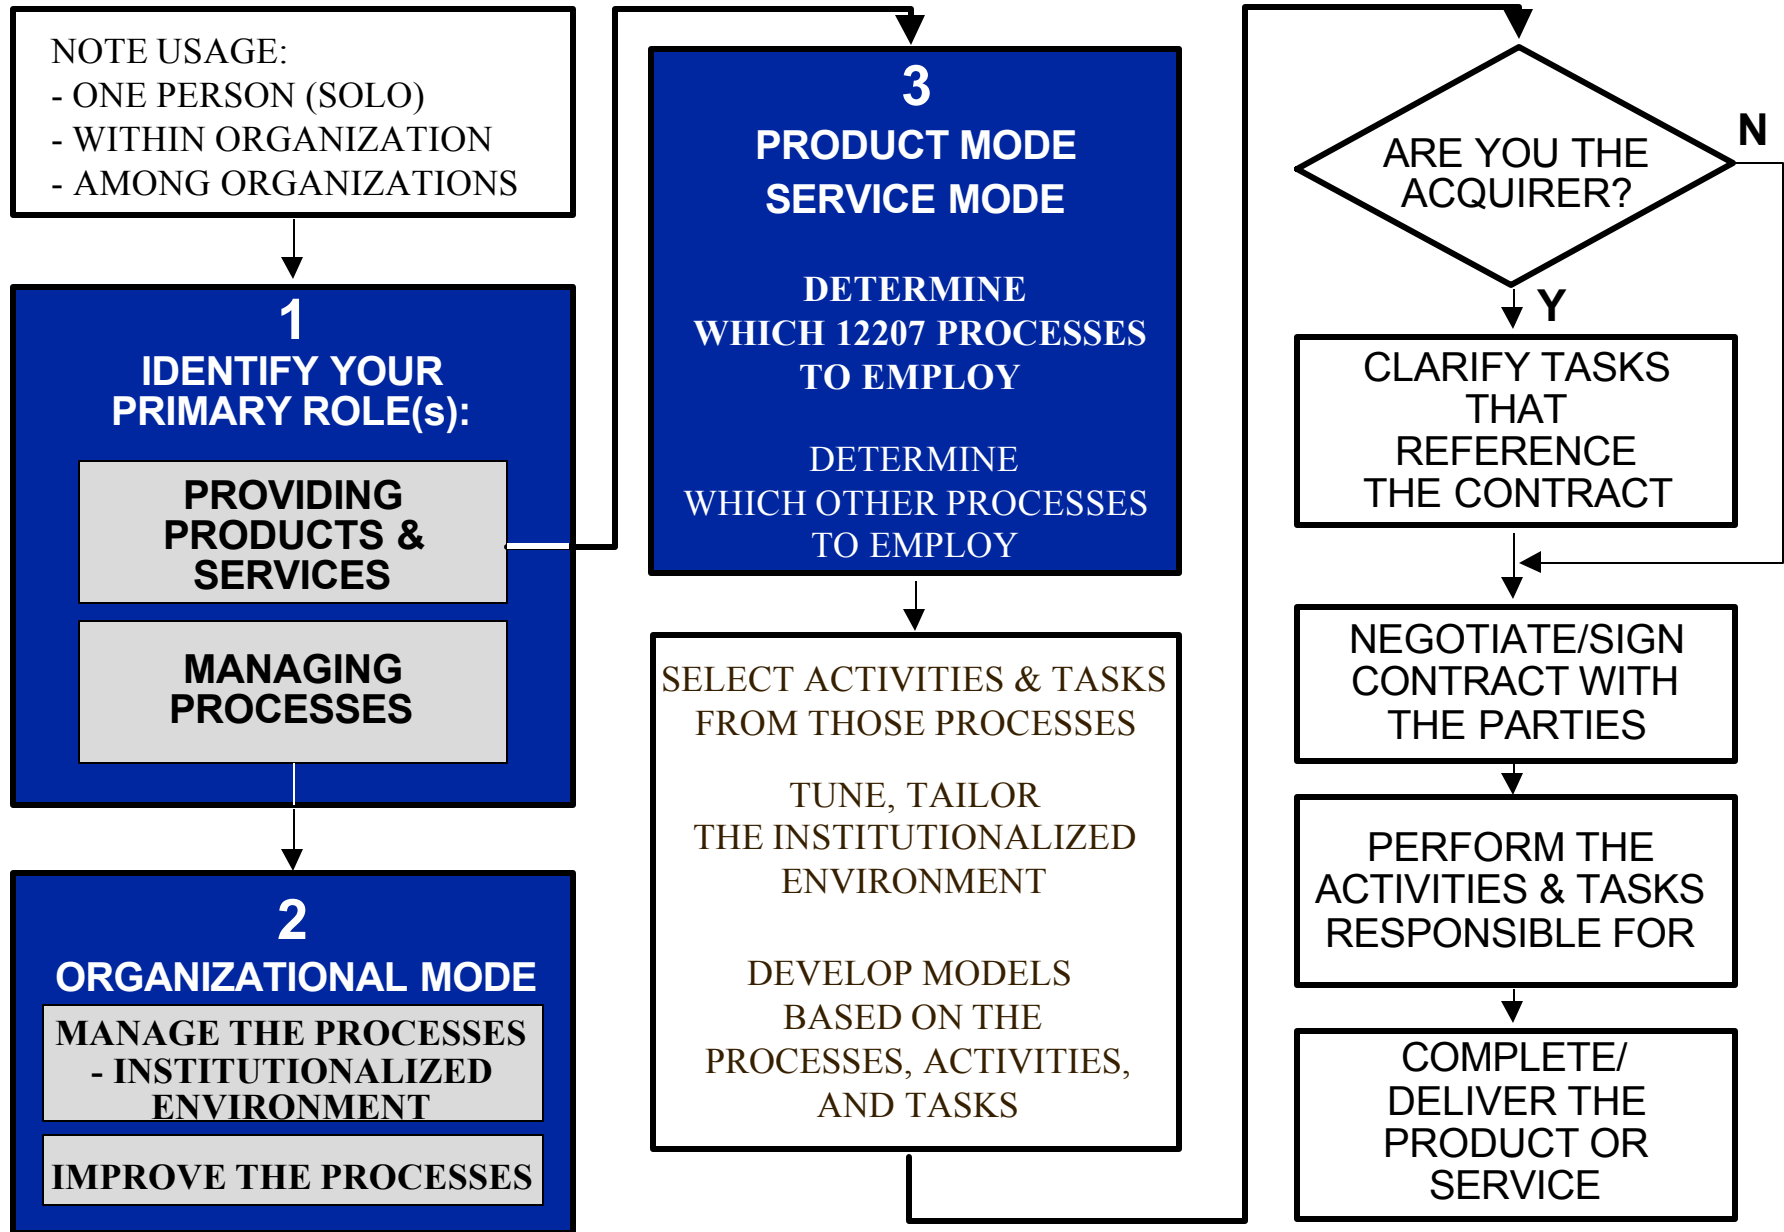 NOTE USAGE:
- ONE PERSON (SOLO)
- WITHIN ORGANIZATION
- AMONG ORGANIZATIONS
1
IDENTIFY YOUR
PRIMARY ROLE(s):
PROVIDING
PRODUCTS &
SERVICES
MANAGING
PROCESSES
2
ORGANIZATIONAL MODE
MANAGE THE PROCESSES
- INSTITUTIONALIZED
ENVIRONMENT
IMPROVE THE PROCESSES
3
PRODUCT MODE
SERVICE MODE
DETERMINE
WHICH 12207 PROCESSES
TO EMPLOY
DETERMINE
WHICH OTHER PROCESSES
TO EMPLOY
SELECT ACTIVITIES & TASKS
FROM THOSE PROCESSES
TUNE, TAILOR
THE INSTITUTIONALIZED
ENVIRONMENT
DEVELOP MODELS
BASED ON THE
PROCESSES, ACTIVITIES,
AND TASKS
ARE YOU THE
ACQUIRER?
N
Y
CLARIFY TASKS
THAT
REFERENCE
THE CONTRACT
NEGOTIATE/SIGN
CONTRACT WITH
THE PARTIES
PERFORM THE
ACTIVITIES & TASKS
RESPONSIBLE FOR
COMPLETE/
DELIVER THE
PRODUCT OR
SERVICE